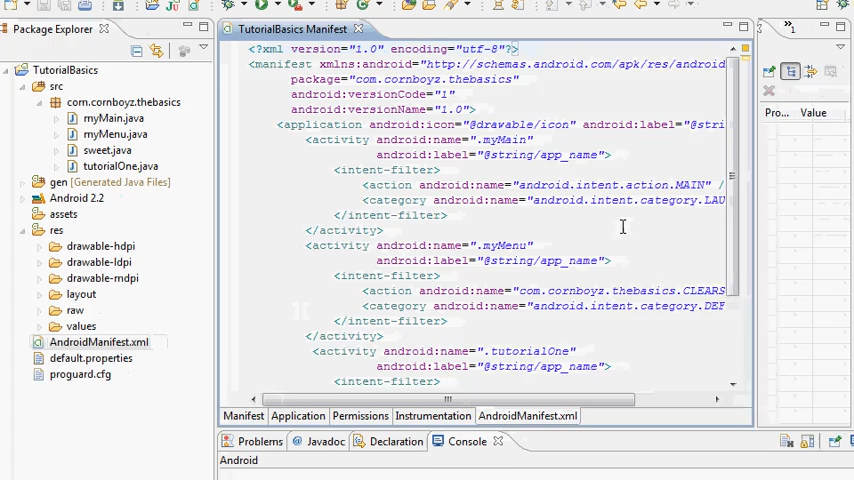 Package Explorer
TutorialBasics
src
com.cornboyz.thebasics
myMain.java
myMenu.java
sweet.java
tutorialOne.java
gen [Generated Java Files]
Android 2.2
assets
res
drawable-hdpi
drawable-ldpi
drawable-mdpi
layout
raw
values
AndroidManifest.xml
default.properties
proguard.cfg
TutorialBasics Manifest
<?xml version="1.0" encoding="utf-8"?>
<manifest xmlns:android="http://schemas.android.com/apk/res/android
package="com.cornboyz.thebasics"
android:versionCode="1"
android:versionName="1.0">
<application android:icon="@drawable/icon" android:label="@stri
<activity android:name=".myMain"
android:label="@string/app_name">
<intent-filter>
<action android:name="android.intent.action.MAIN" /
<category android:name="android.intent.category.LAU
</intent-filter>
</activity>
<activity android:name=".myMenu"
android:label="@string/app_name">
<intent-filter>
<action android:name="com.cornboyz.thebasics.CLEARS
<category android:name="android.intent.category.DEF
</intent-filter>
</activity>
<activity android:name=".tutorialOne"
android:label="@string/app_name">
<intent-filter>
Manifest Application Permissions Instrumentation AndroidManifest.xml
»1
Pro... Value
Problems @ Javadoc Declaration Console
Android